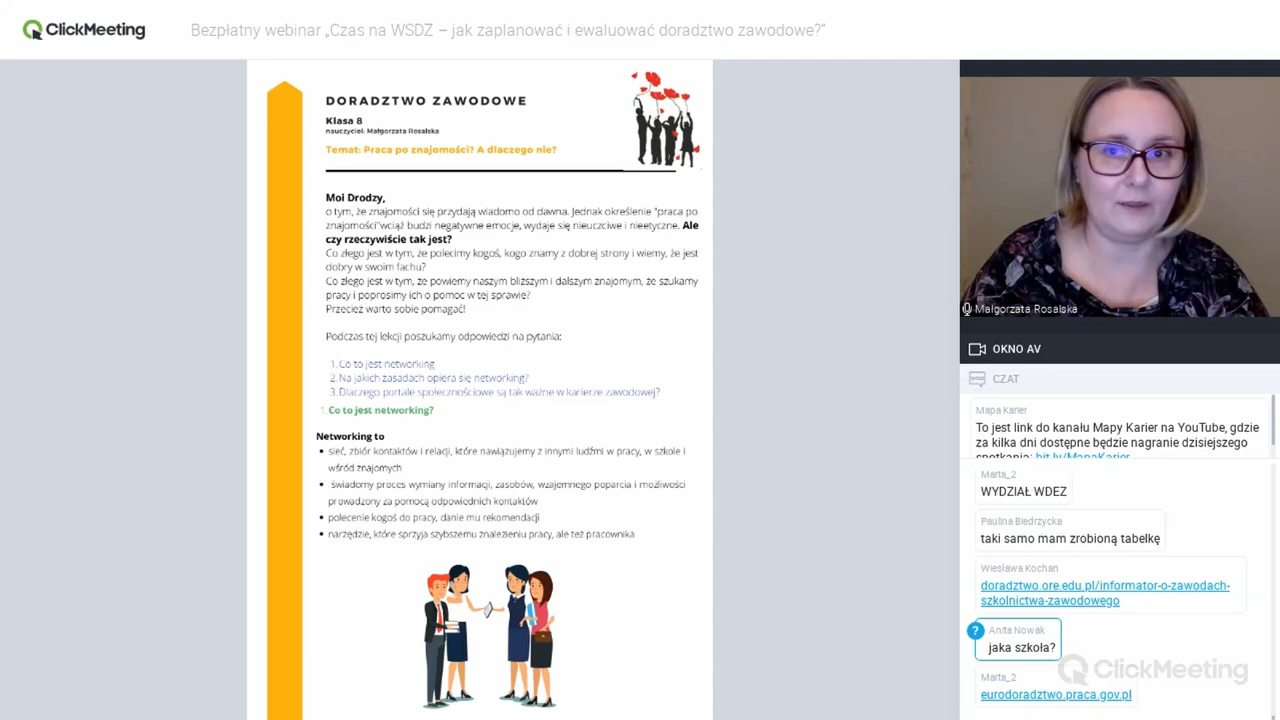 ClickMeeting
Bezpłatny webinar „Czas na WSDZ – jak zaplanować i ewaluować doradztwo zawodowe?”
DORADZTWO ZAWODOWE
Klasa 8
nauczyciel: Małgorzata Rosalska
Temat: Praca po znajomości? A dlaczego nie?
Moi Drodzy,
o tym, że znajomości się przydają wiadomo od dawna. Jednak określenie "praca po
znajomości"wciąż budzi negatywne emocje, wydaje się nieuczciwe i nieetyczne. Ale
czy rzeczywiście tak jest?
Co złego jest w tym, że polecimy kogoś, kogo znamy z dobrej strony i wiemy, że jest
dobry w swoim fachu?
Co złego jest w tym, że powiemy naszym bliższym i dalszym znajomym, że szukamy
pracy i poprosimy ich o pomoc w tej sprawie?
Przecież warto sobie pomagać!
Podczas tej lekcji poszukamy odpowiedzi na pytania:
1. Co to jest networking
2. Na jakich zasadach opiera się networking?
3. Dlaczego portale społecznościowe są tak ważne w karierze zawodowej?
1. Co to jest networking?
Networking to
• sieć, zbiór kontaktów i relacji, które nawiązujemy z innymi ludźmi w pracy, w szkole i
wśród znajomych
• świadomy proces wymiany informacji, zasobów, wzajemnego poparcia i możliwości
prowadzony za pomocą odpowiednich kontaktów
• polecenie kogoś do pracy, danie mu rekomendacji
• narzędzie, które sprzyja szybszemu znalezieniu pracy, ale też pracownika
Małgorzata Rosalska
OKNO AV
CZAT
Mapa Karier
To jest link do kanału Mapy Karier na YouTube, gdzie
za kilka dni dostępne będzie nagranie dzisiejszego
spotkania: bit.ly/MapaKarier
Marta_2
WYDZIAŁ WDEZ
Paulina Biedrzycka
taki samo mam zrobioną tabelkę
Wiesława Kochan
doradztwo.ore.edu.pl/informator-o-zawodach-
szkolnictwa-zawodowego
?
Anita Nowak
jaka szkoła?
ClickMeeting
Marta_2
eurodoradztwo.praca.gov.pl